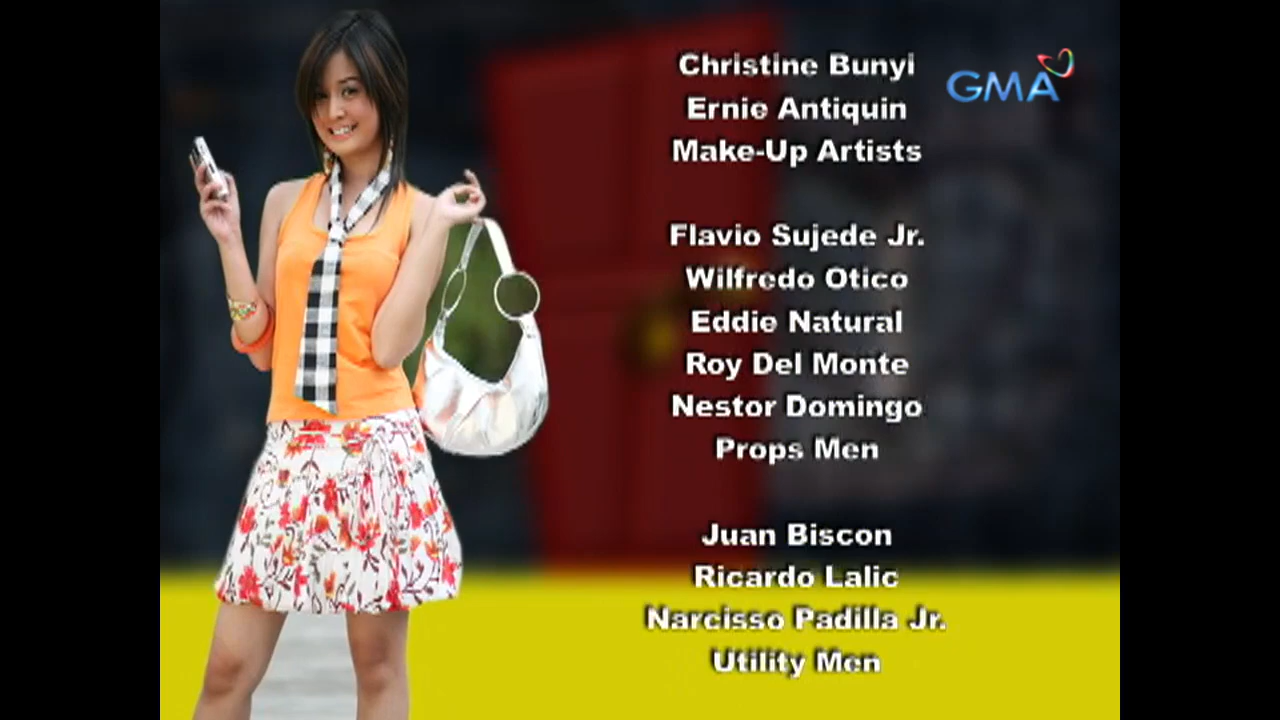 Christine Bunyi
GMA
Ernie Antiquin
Make-Up Artists
Flavio Sujede Jr.
Wilfredo Otico
Eddie Natural
Roy Del Monte
Nestor Domingo
Props Men
Juan Biscon
Ricardo Lalic
Narcisso Padilla Jr.
Utility Men